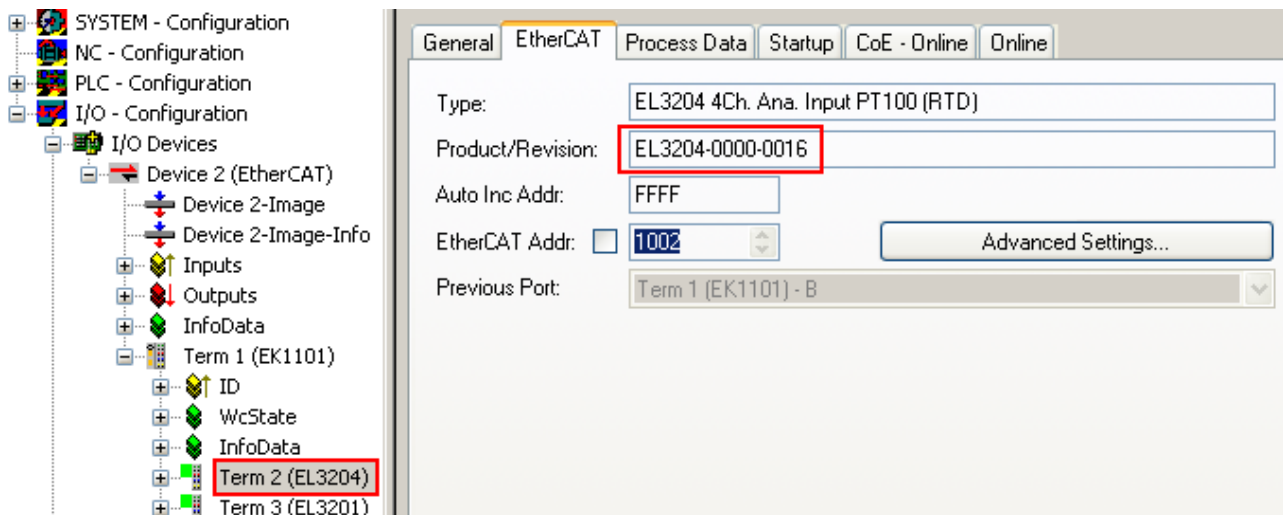 SYSTEM - Configuration
NC - Configuration
PLC - Configuration
I/O - Configuration
I/O Devices
Device 2 (EtherCAT)
Device 2-Image
Device 2-Image-Info
Inputs
Outputs
InfoData
Term 1 (EK1101)
ID
WcState
InfoData
Term 2 (EL3204)
Term 3 (EL3201)
General EtherCAT Process Data Startup CoE - Online Online
Type: EL3204 4Ch. Ana. Input PT100 (RTD)
Product/Revision: EL3204-0000-0016
Auto Inc Addr: FFFF
EtherCAT Addr: 1002 Advanced Settings...
Previous Port: Term 1 (EK1101) - B